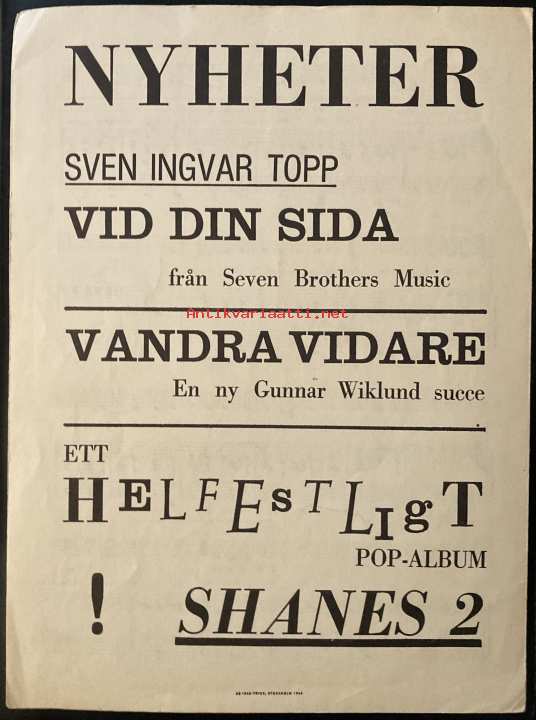 NYHETER
SVEN INGVAR TOPP
VID DIN SIDA
från Seven Brothers Music
Antikvariaatti.net
VANDRA VIDARE
En ny Gunnar Wiklund succe
ETT
HELFEstLIgT
POP-ALBUM
! SHANES 2
STOCKHOLM